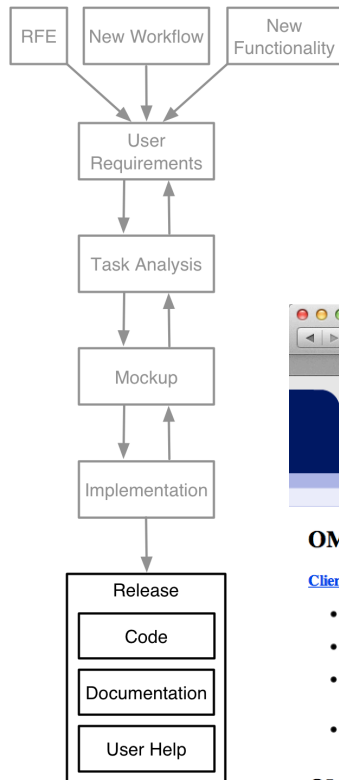 RFE
New Workflow
New
Functionality
User
Requirements
Task Analysis
Mockup
Implementation
Release
Code
Documentation
User Help